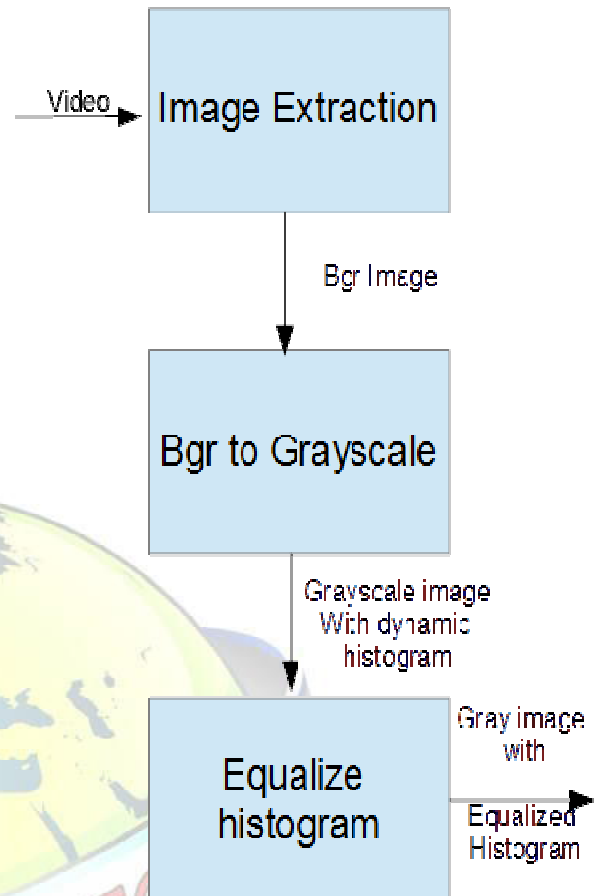 Video
Image Extraction
Bgr Image
Bgr to Grayscale
Grayscale image
With dynamic
histogram
Equalize
histogram
Gray image
with
Equalized
Histogram